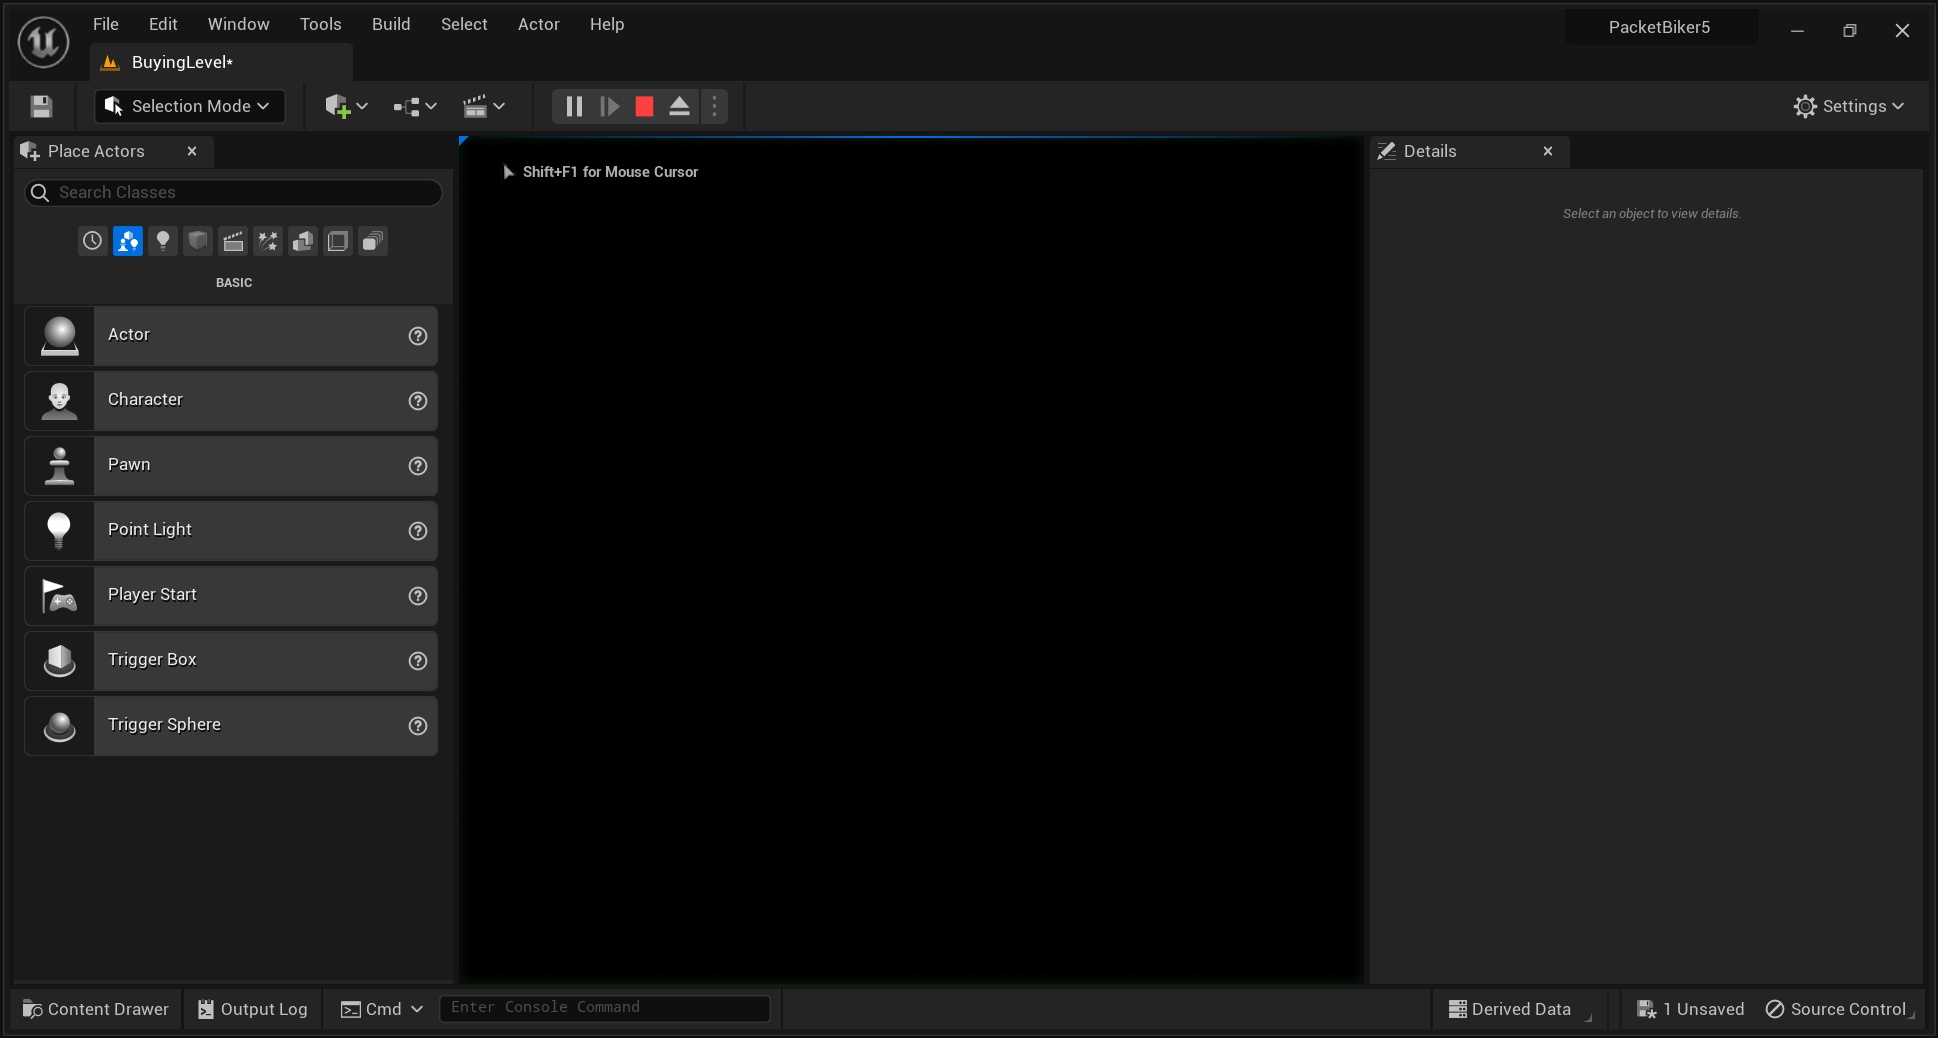 File Edit Window Tools Build Select Actor Help
PacketBiker5
BuyingLevel*
Selection Mode
Settings
Place Actors
Shift+F1 for Mouse Cursor
Details
Search Classes
Select an object to view details.
BASIC
Actor
Character
Pawn
Point Light
Player Start
Trigger Box
Trigger Sphere
Content Drawer Output Log Cmd Enter Console Command Derived Data 1 Unsaved Source Control